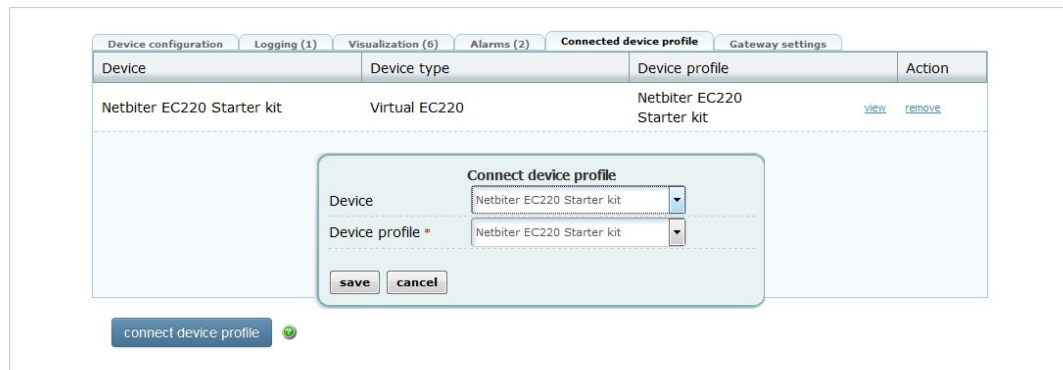 Device configuration Logging (1) Visualization (6) Alarms (2) Connected device profile Gateway settings
Device Device type Device profile Action
Netbiter EC220 Starter kit Virtual EC220 Netbiter EC220 view remove
Starter kit
Connect device profile
Device Netbiter EC220 Starter kit
Device profile * Netbiter EC220 Starter kit
save cancel
connect device profile ?